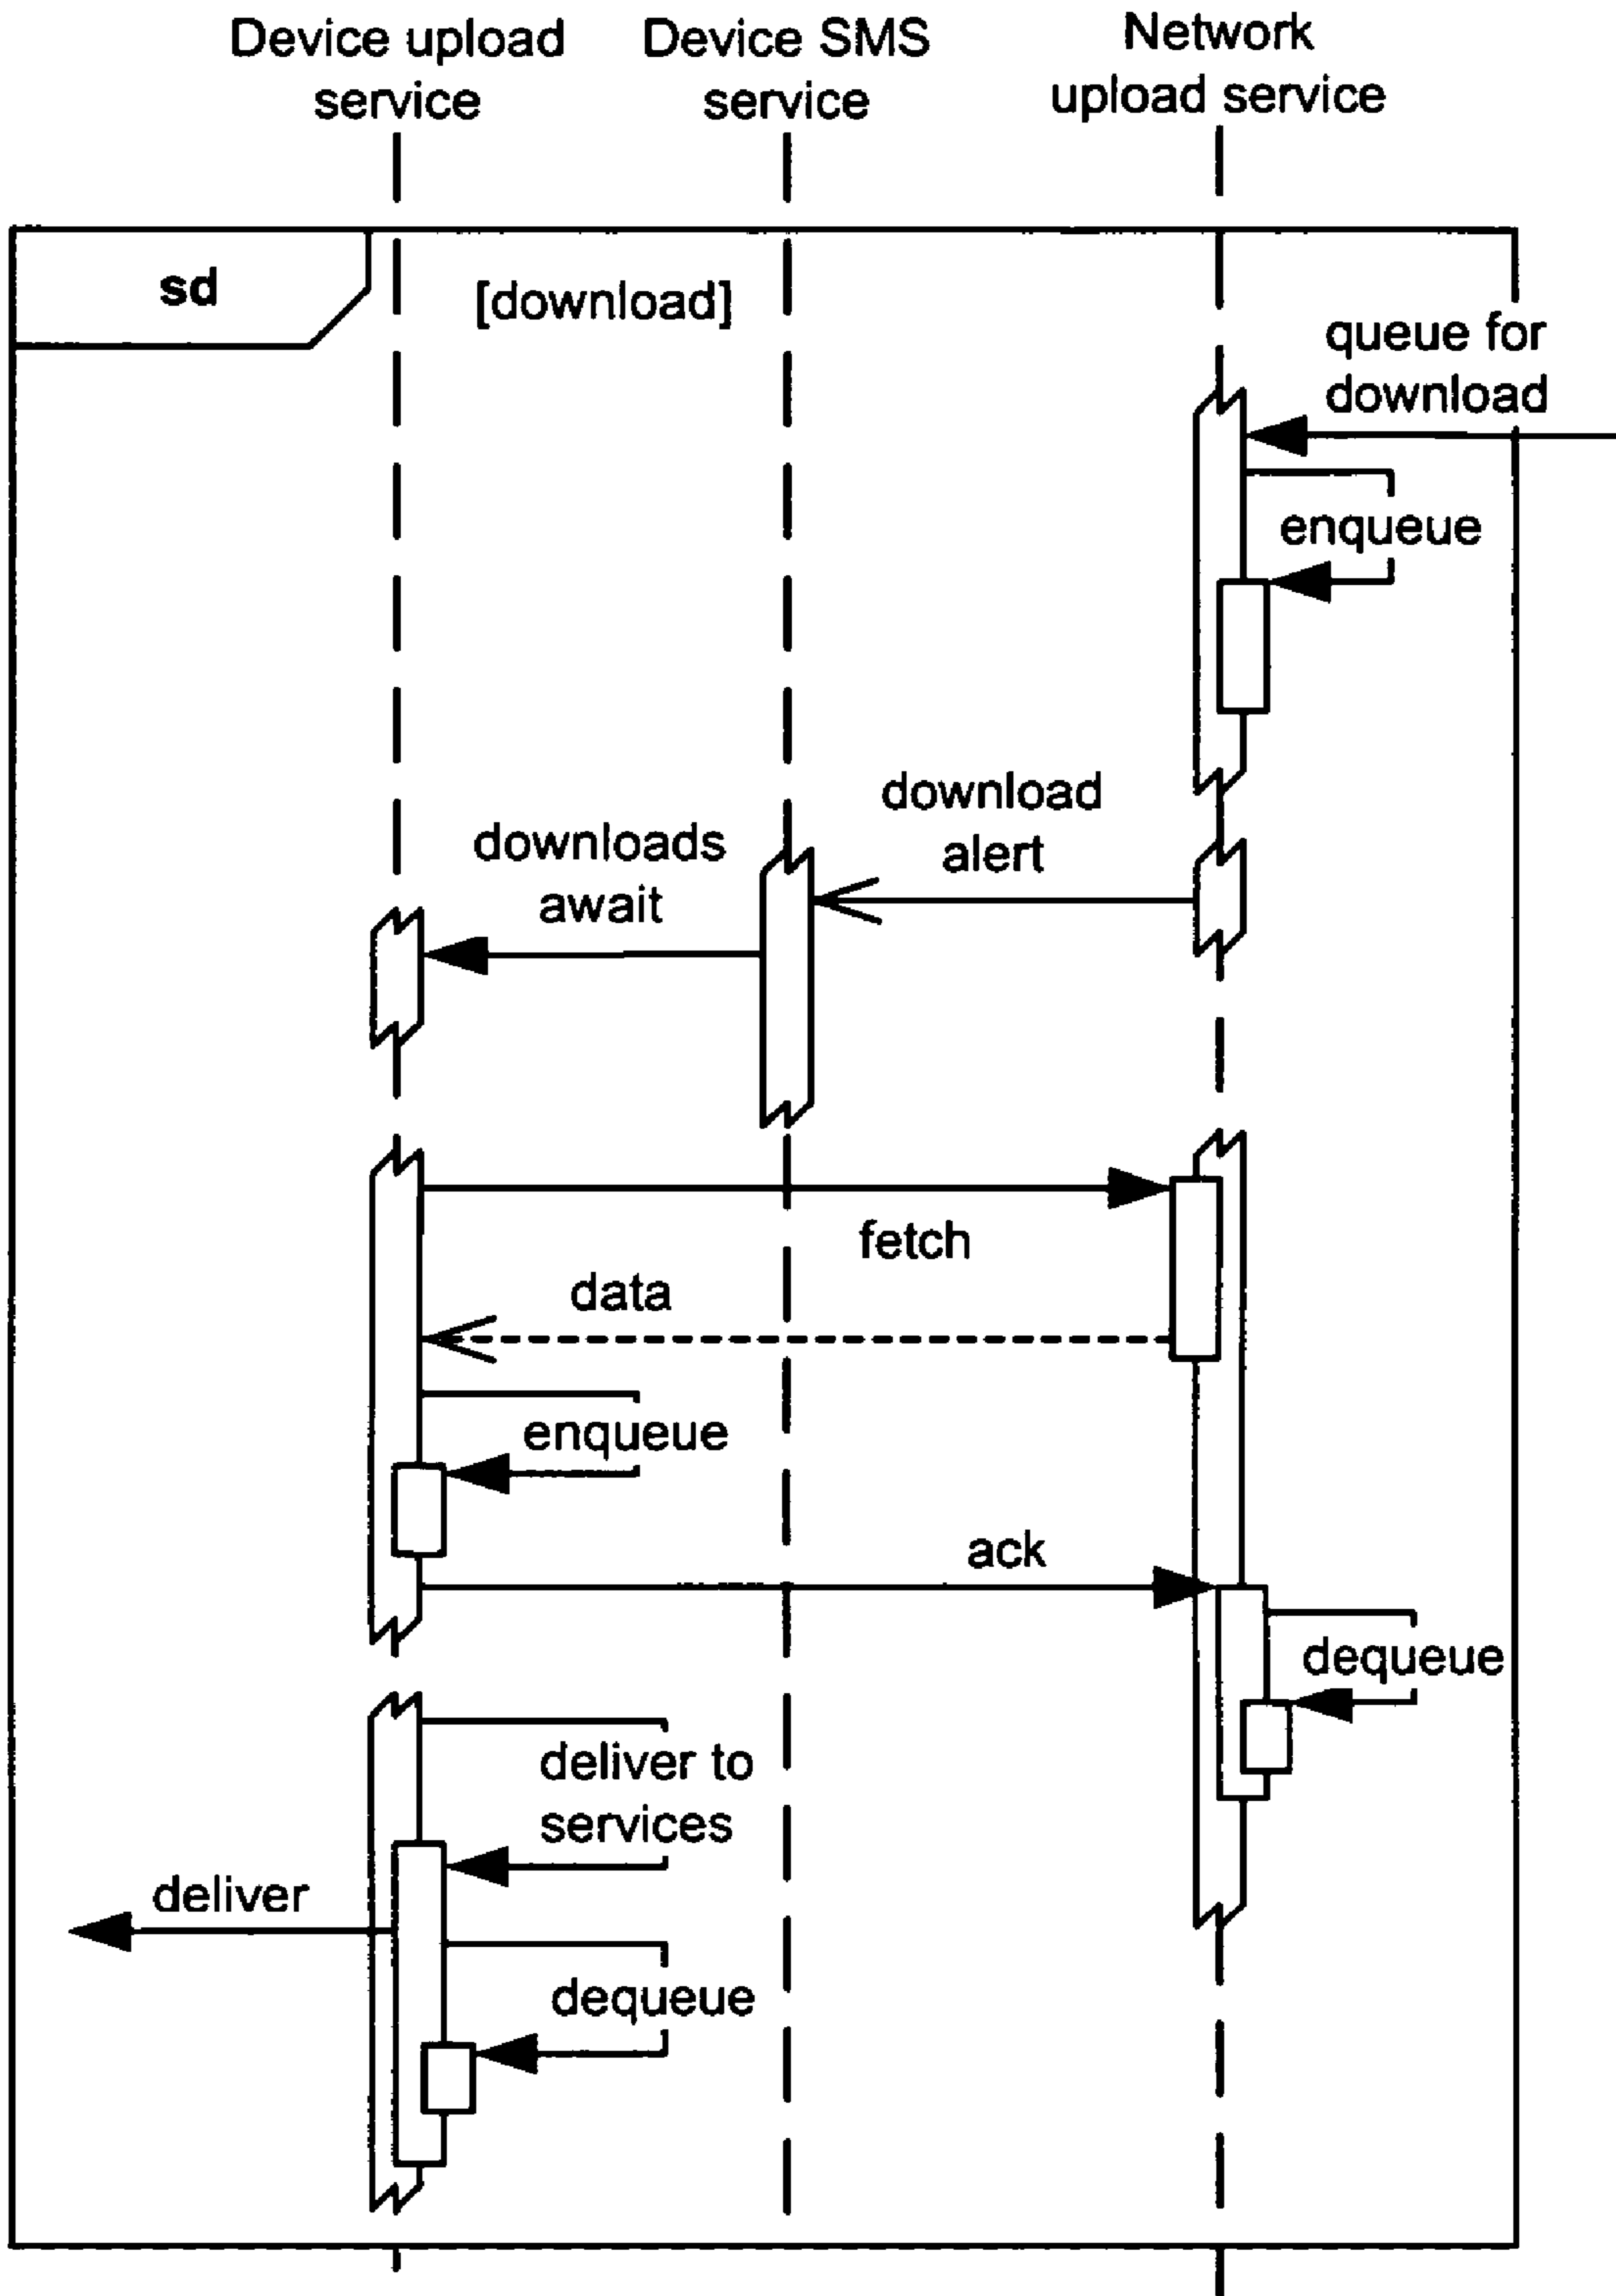 Device upload
service
Device SMS
service
Network
upload service
sd
[download]
queue for
download
enqueue
download
alert
downloads
await
fetch
data
enqueue
ack
dequeue
deliver to
services
deliver
dequeue